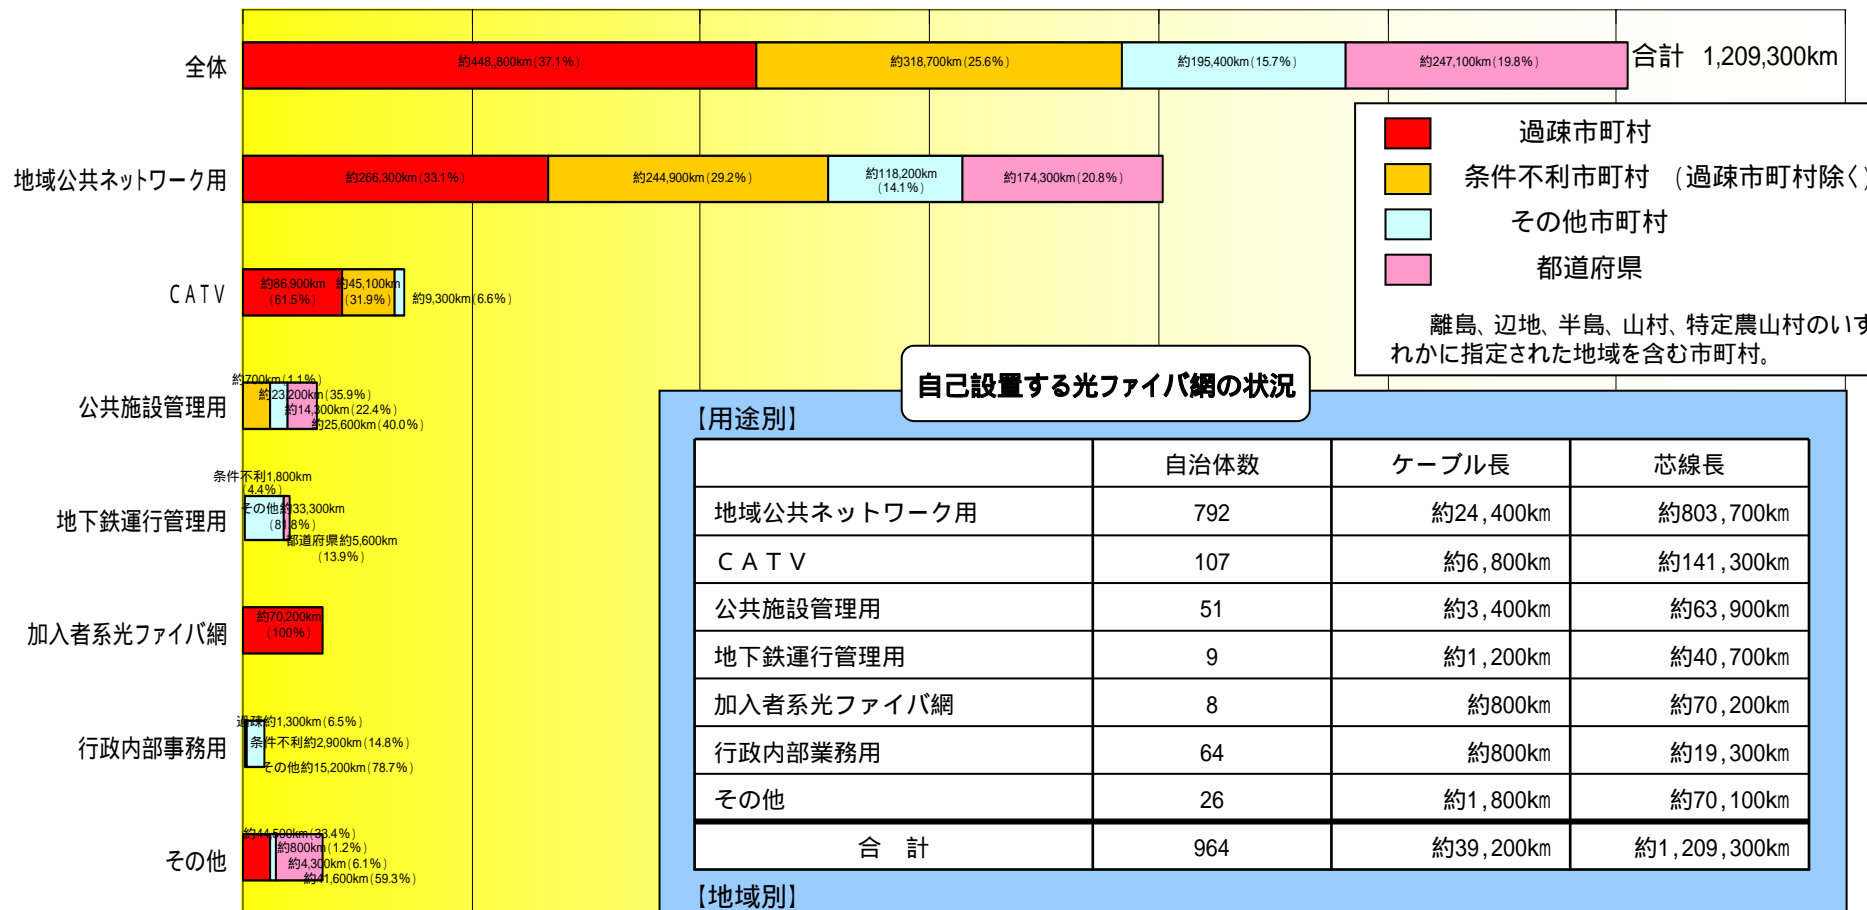 全体
約448,800km(37.1%)
約318,700km(25.6%)
約195,400km(15.7%)
約247,100km(19.8%)
合計 1,209,300km
過疎市町村
条件不利市町村 (過疎市町村除く)
その他市町村
都道府県
離島、辺地、半島、山村、特定農山村のいず
れかに指定された地域を含む市町村。
地域公共ネットワーク用
約266,300km(33.1%)
約244,900km(29.2%)
約118,200km
(14.1%)
約174,300km(20.8%)
CATV
約86,900km
(61.5%)
約45,100km
(31.9%)
約9,300km(6.6%)
公共施設管理用
約700km(1.1%)
約23,200km(35.9%)
約14,300km(22.4%)
約25,600km(40.0%)
地下鉄運行管理用
条件不利1,800km
(4.4%)
その他約33,300km
(81.8%)
都道府県約5,600km
(13.9%)
加入者系光ファイバ網
約70,200km
(100%)
行政内部事務用
過疎約1,300km(6.5%)
条件不利約2,900km(14.8%)
その他約15,200km(78.7%)
その他
約44,500km(33.4%)
約800km(1.2%)
約4,300km(6.1%)
約41,600km(59.3%)
自己設置する光ファイバ網の状況
【用途別】
自治体数 ケーブル長 芯線長
地域公共ネットワーク用 792 約24,400km 約803,700km
CATV 107 約6,800km 約141,300km
公共施設管理用 51 約3,400km 約63,900km
地下鉄運行管理用 9 約1,200km 約40,700km
加入者系光ファイバ網 8 約800km 約70,200km
行政内部業務用 64 約800km 約19,300km
その他 26 約1,800km 約70,100km
合 計 964 約39,200km 約1,209,300km
【地域別】